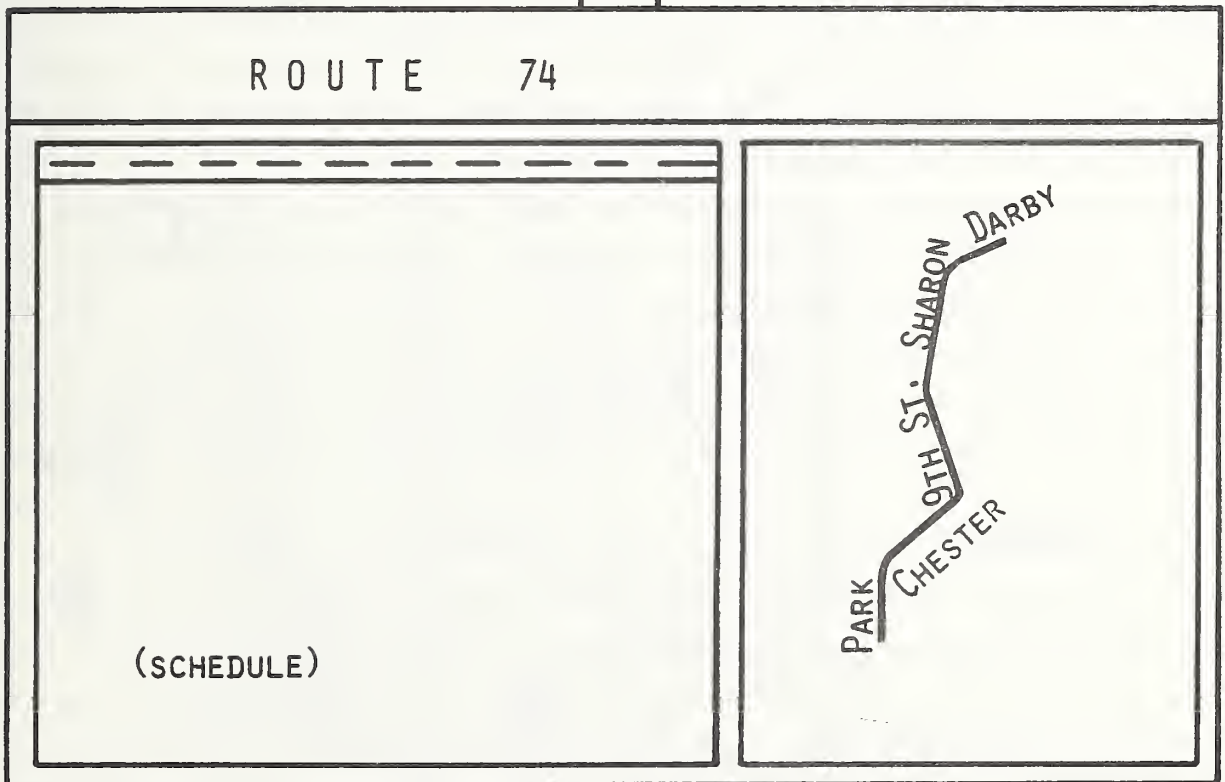 ROUTE 74
DARBY
SHARON
9TH ST.
CHESTER
PARK
(SCHEDULE)